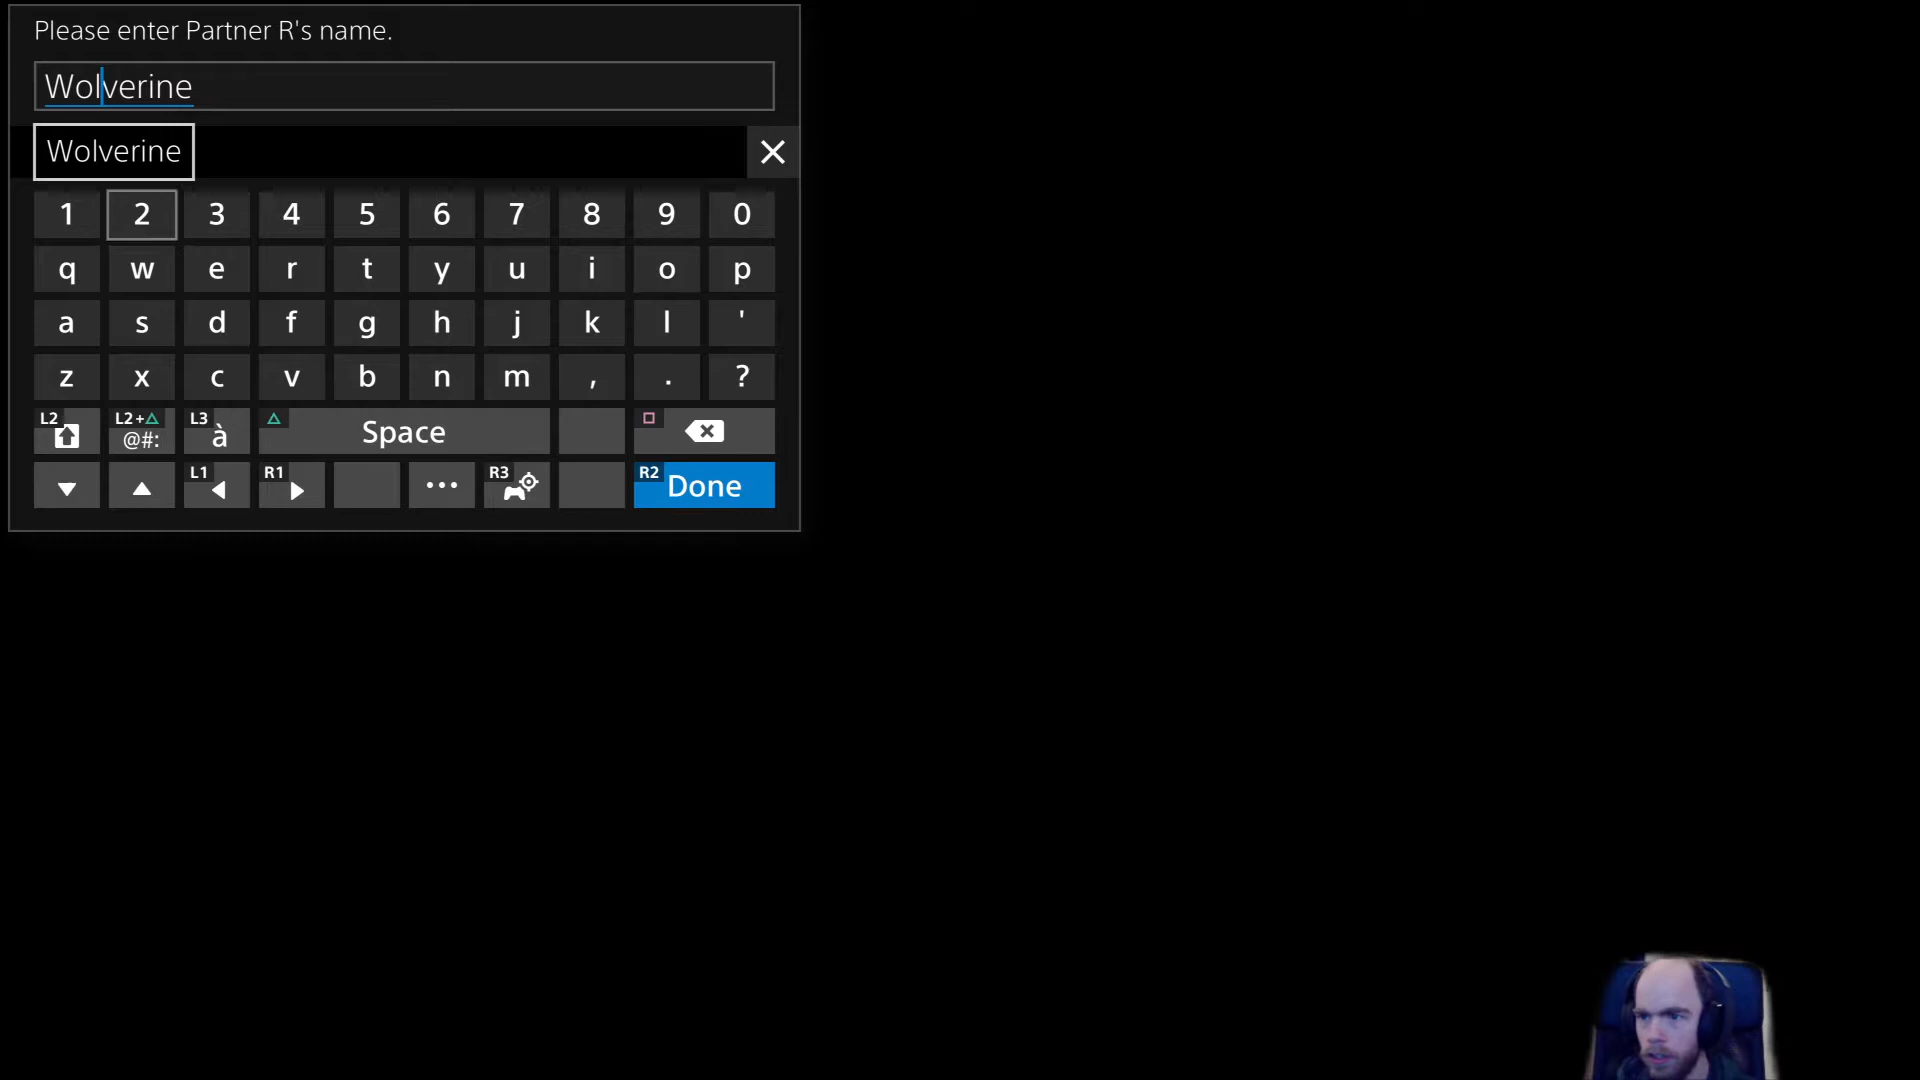 Please enter Partner R's name.
Wolverine
Wolverine
1 2 3 4 5 6 7 8 9 0
q w e r t y u i o p
a s d f g h j k l '
z x c v b n m , . ?
L2 L2+△ @#: L3 à △ Space □
L1 R1 ... R3 R2 Done